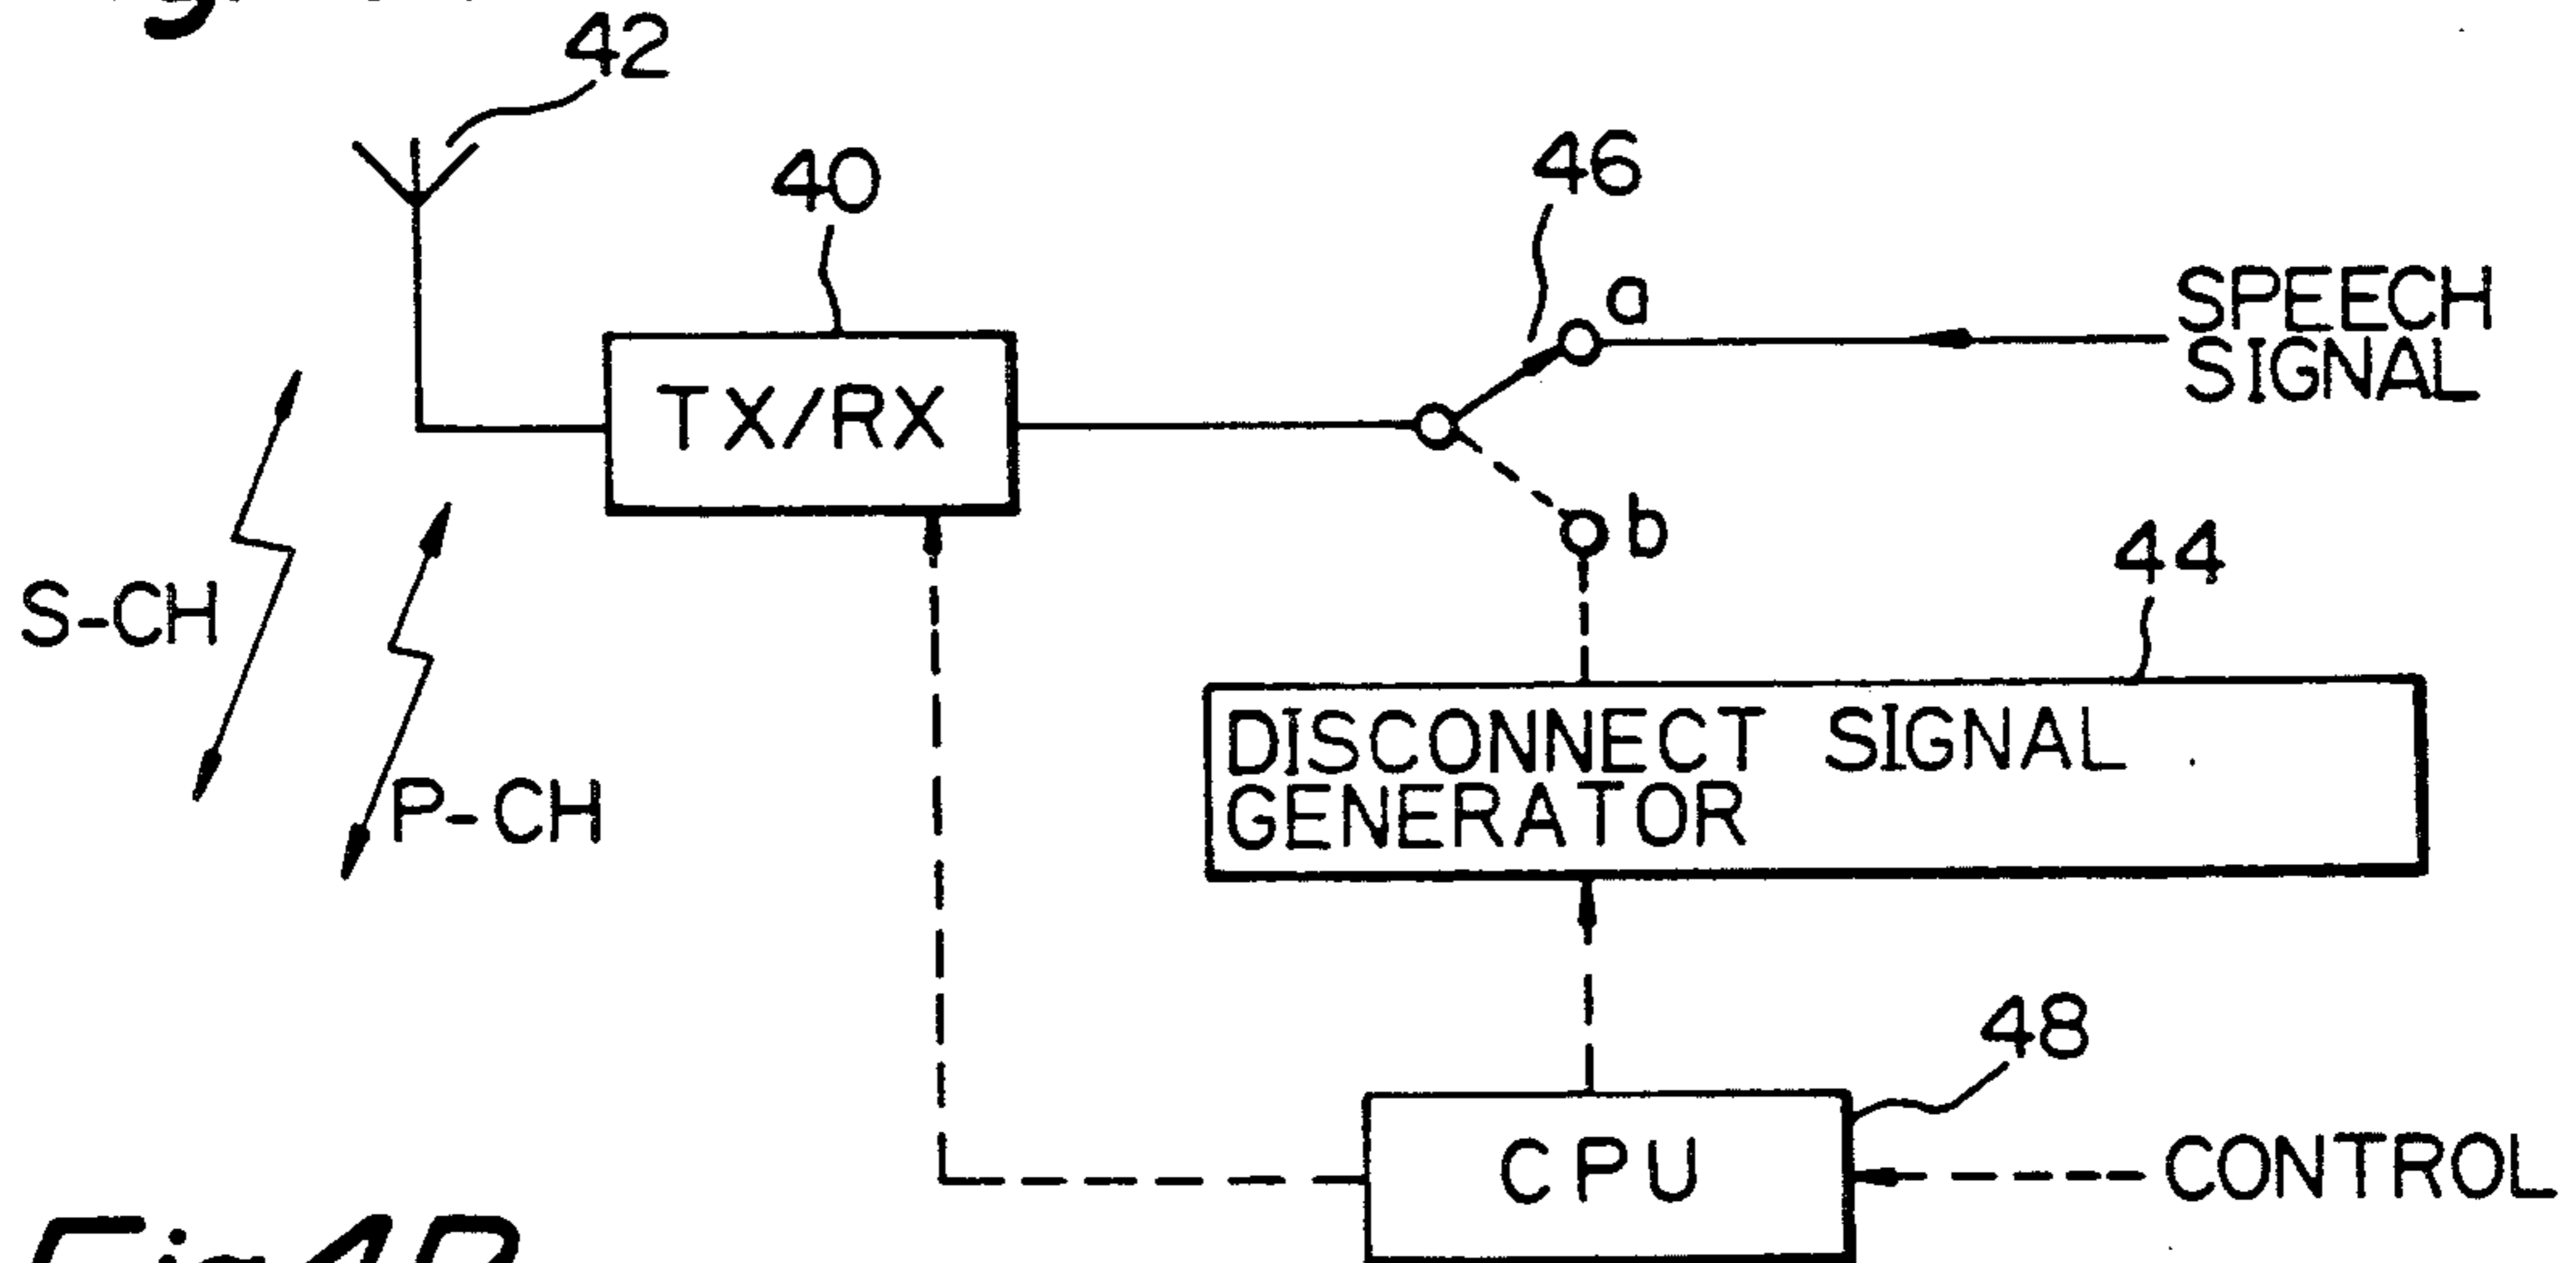 42
40
46
a
SPEECH
SIGNAL
TX/RX
b
44
S-CH
P-CH
DISCONNECT SIGNAL
GENERATOR
48
CPU
CONTROL